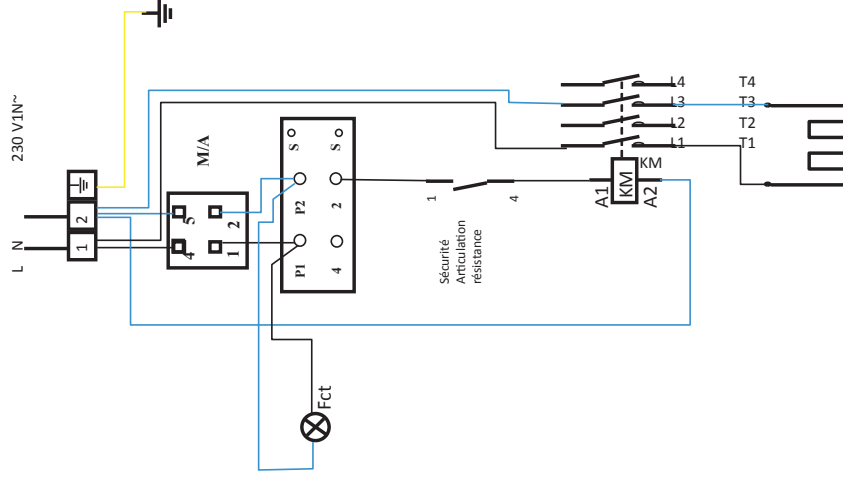 230 V1N~
L N
1
2
M/A
4
5
1
2
P1
P2
S
4
2
S
Fct
Sécurité
Articulation
résistance
1
4
A1
KM
A2
KM
L4 T4
L3 T3
L2 T2
L1 T1